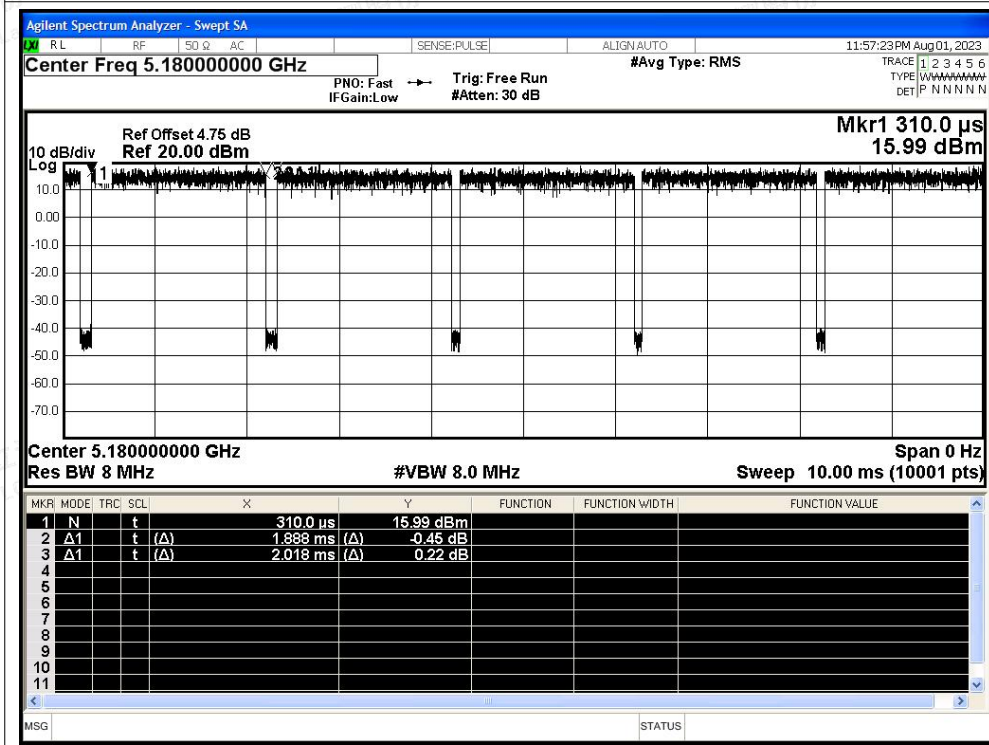 Agilent Spectrum Analyzer - Swept SA
LXI RL RF 50 Ω AC SENSE:PULSE ALIGN AUTO 11:57:23 PM Aug 01, 2023
Center Freq 5.180000000 GHz #Avg Type: RMS TRACE 1 2 3 4 5 6
PNO: Fast Trig: Free Run TYPE W
IFGain:Low #Atten: 30 dB DET P N N N N N
Mkr1 310.0 µs
Ref Offset 4.75 dB
10 dB/div Ref 20.00 dBm 15.99 dBm
Log
1
10.0
0.00
-10.0
-20.0
-30.0
-40.0
-50.0
-60.0
-70.0
Center 5.180000000 GHz Span 0 Hz
Res BW 8 MHz #VBW 8.0 MHz Sweep 10.00 ms (10001 pts)
MKR MODE TRC SCL X Y FUNCTION FUNCTION WIDTH FUNCTION VALUE
1 N t 310.0 µs 15.99 dBm
2 Δ1 t (Δ) 1.888 ms (Δ) -0.45 dB
3 Δ1 t (Δ) 2.018 ms (Δ) 0.22 dB
4
5
6
7
8
9
10
11
MSG STATUS